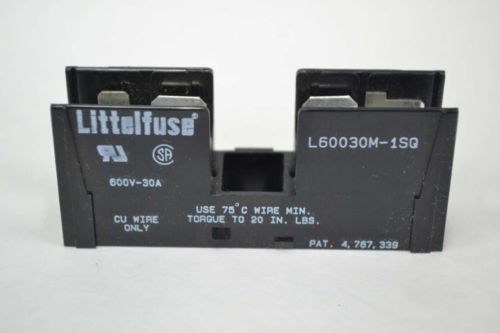 Littelfuse®
L60030M-1SQ
600V-30A
CU WIRE
ONLY
USE 75°C WIRE MIN.
TORQUE TO 20 IN. LBS.
PAT. 4,767,339